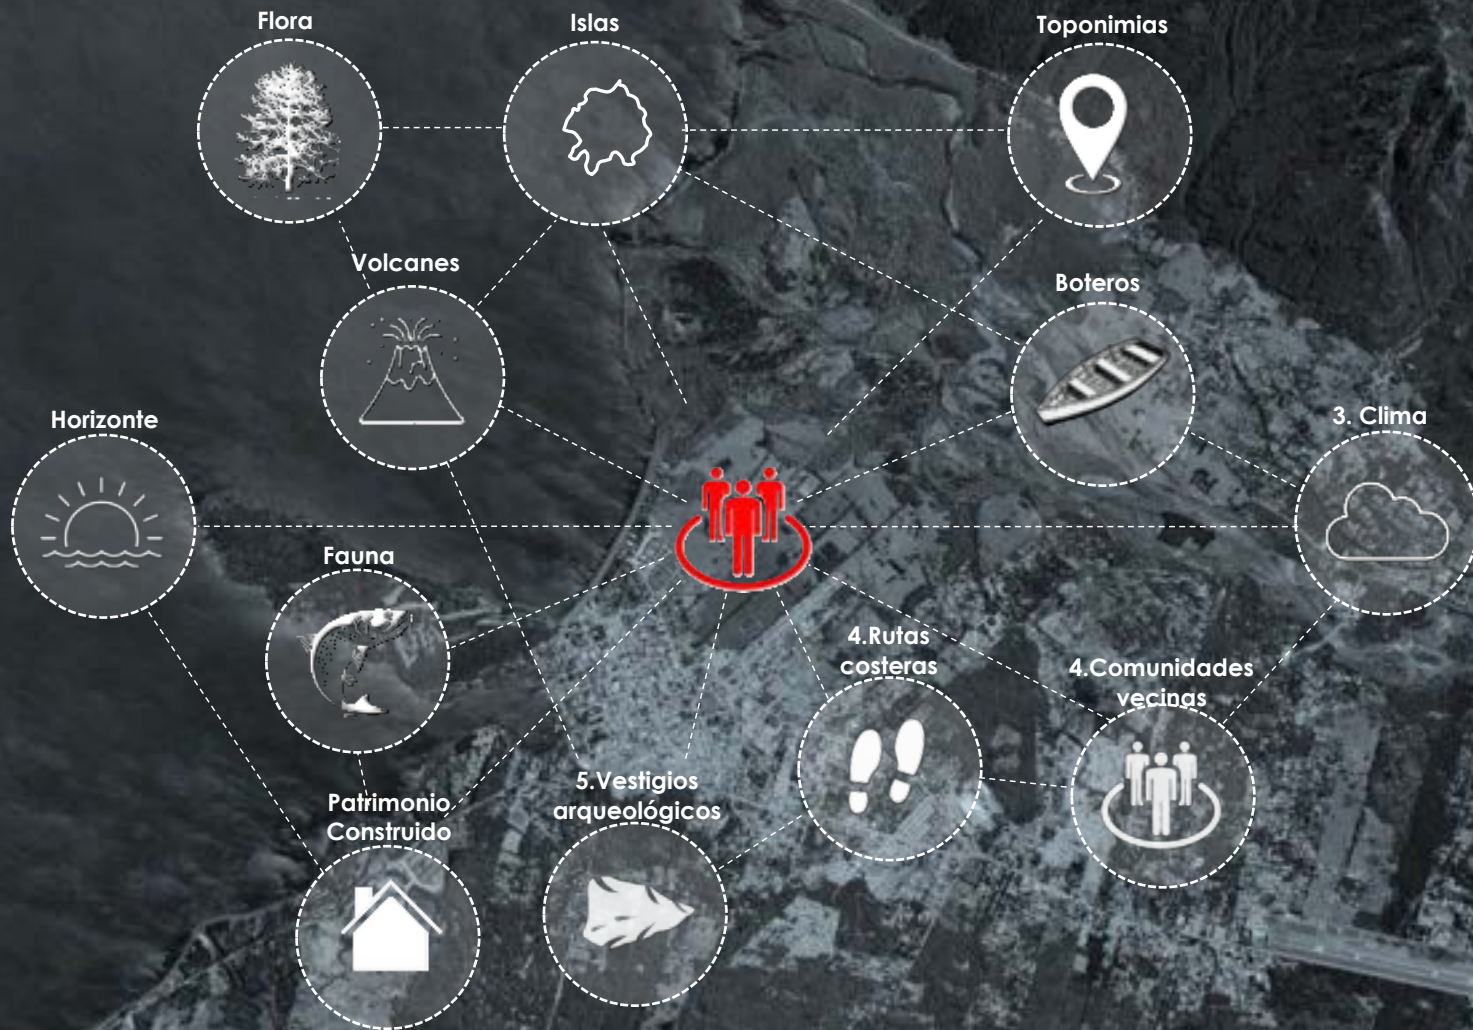 Flora
Islas
Toponimias
Volcanes
Boteros
Horizonte
3. Clima
Fauna
4.Rutas
costeras
4.Comunidades
vecinas
5.Vestigios
arqueológicos
Patrimonio
Construido